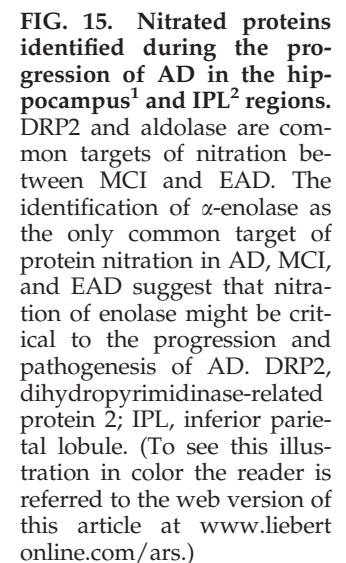 FIG. 15. Nitrated proteins
identified during the pro-
gression of AD in the hip-
pocampus¹ and IPL² regions.
DRP2 and aldolase are com-
mon targets of nitration be-
tween MCI and EAD. The
identification of α-enolase as
the only common target of
protein nitration in AD, MCI,
and EAD suggest that nitra-
tion of enolase might be crit-
ical to the progression and
pathogenesis of AD. DRP2,
dihydropyrimidinase-related
protein 2; IPL, inferior parie-
tal lobule. (To see this illus-
tration in color the reader is
referred to the web version of
this article at www.liebert
online.com/ars.)